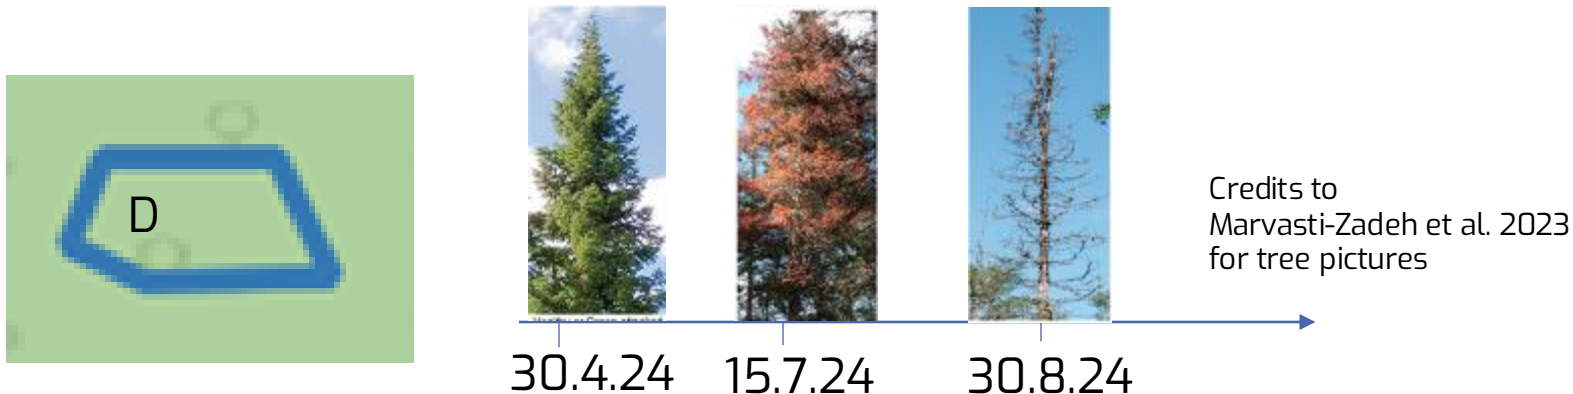 D
30.4.24
15.7.24
30.8.24
Credits to
Marvasti-Zadeh et al. 2023
for tree pictures